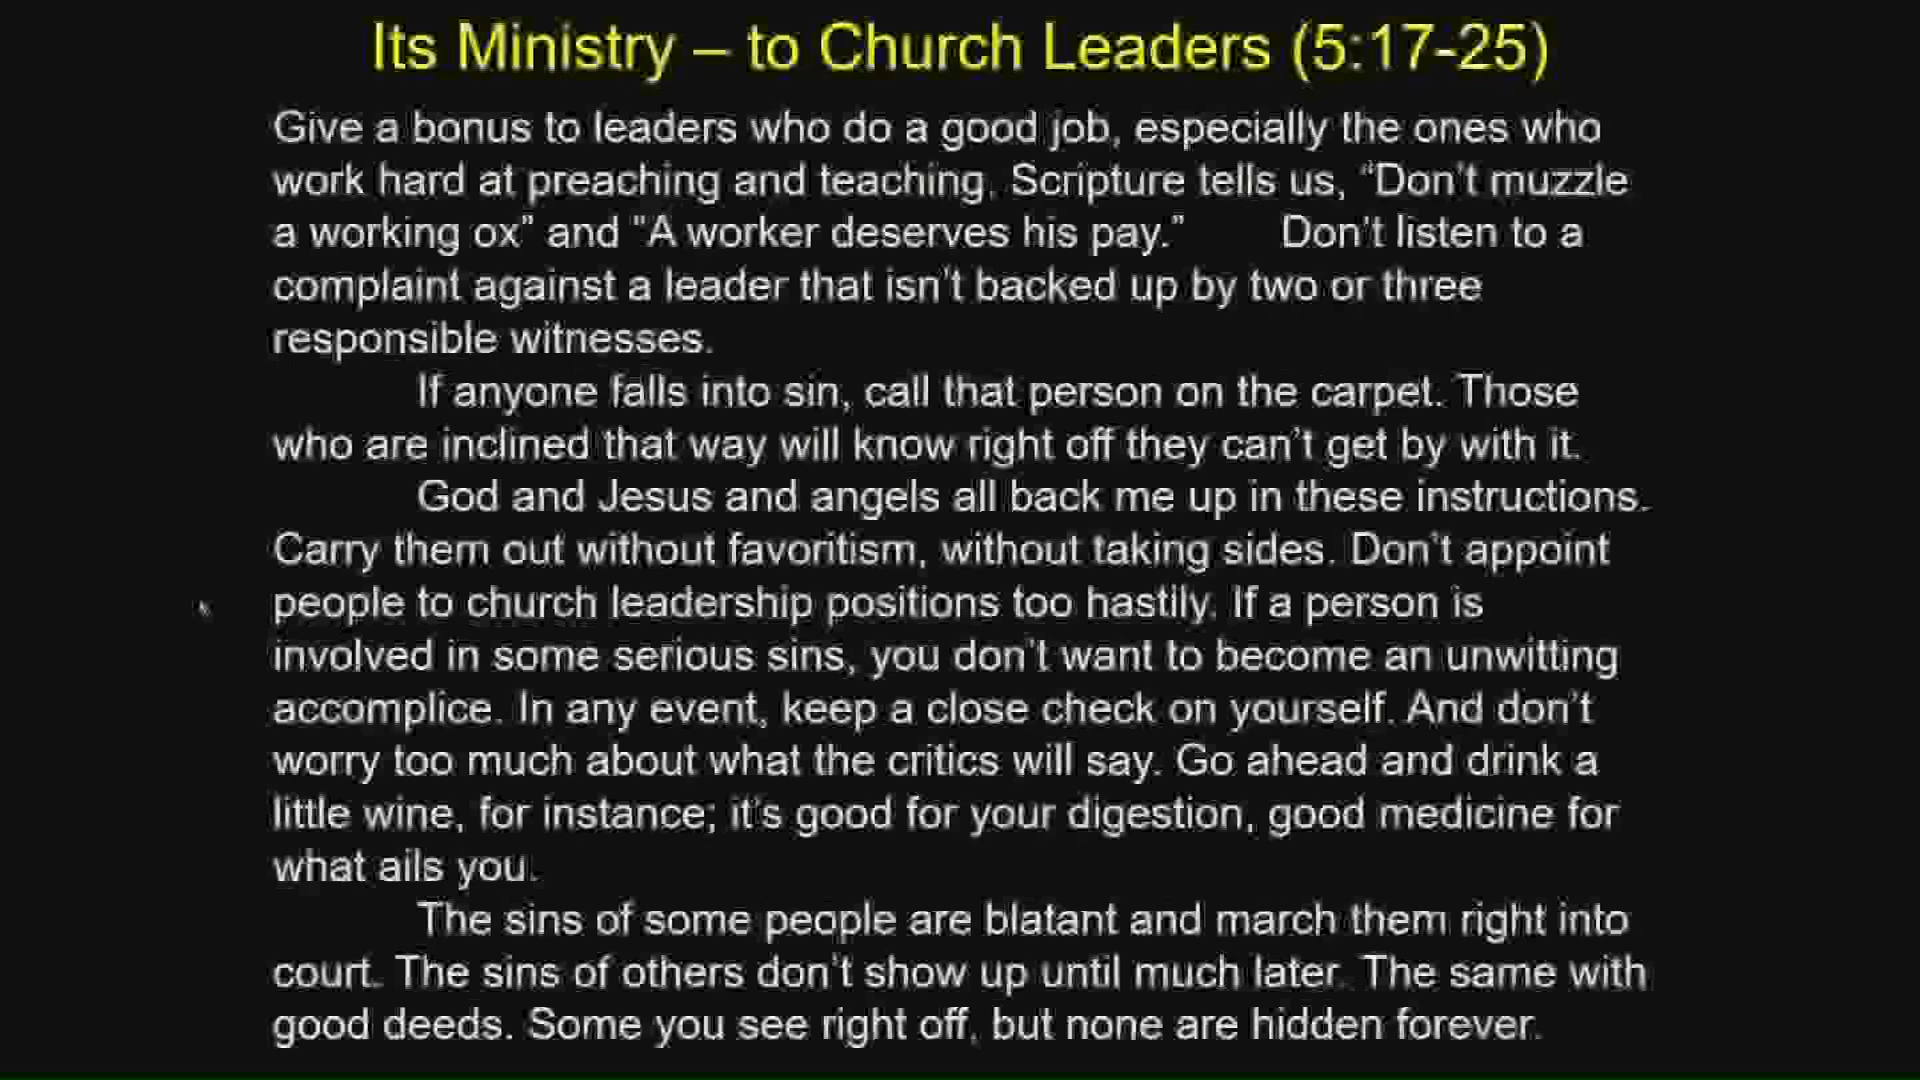 Its Ministry – to Church Leaders (5:17-25)
Give a bonus to leaders who do a good job, especially the ones who
work hard at preaching and teaching. Scripture tells us, “Don’t muzzle
a working ox” and “A worker deserves his pay.” Don’t listen to a
complaint against a leader that isn’t backed up by two or three
responsible witnesses.
If anyone falls into sin, call that person on the carpet. Those
who are inclined that way will know right off they can’t get by with it.
God and Jesus and angels all back me up in these instructions.
Carry them out without favoritism, without taking sides. Don’t appoint
people to church leadership positions too hastily. If a person is
involved in some serious sins, you don’t want to become an unwitting
accomplice. In any event, keep a close check on yourself. And don’t
worry too much about what the critics will say. Go ahead and drink a
little wine, for instance; it’s good for your digestion, good medicine for
what ails you.
The sins of some people are blatant and march them right into
court. The sins of others don’t show up until much later. The same with
good deeds. Some you see right off, but none are hidden forever.